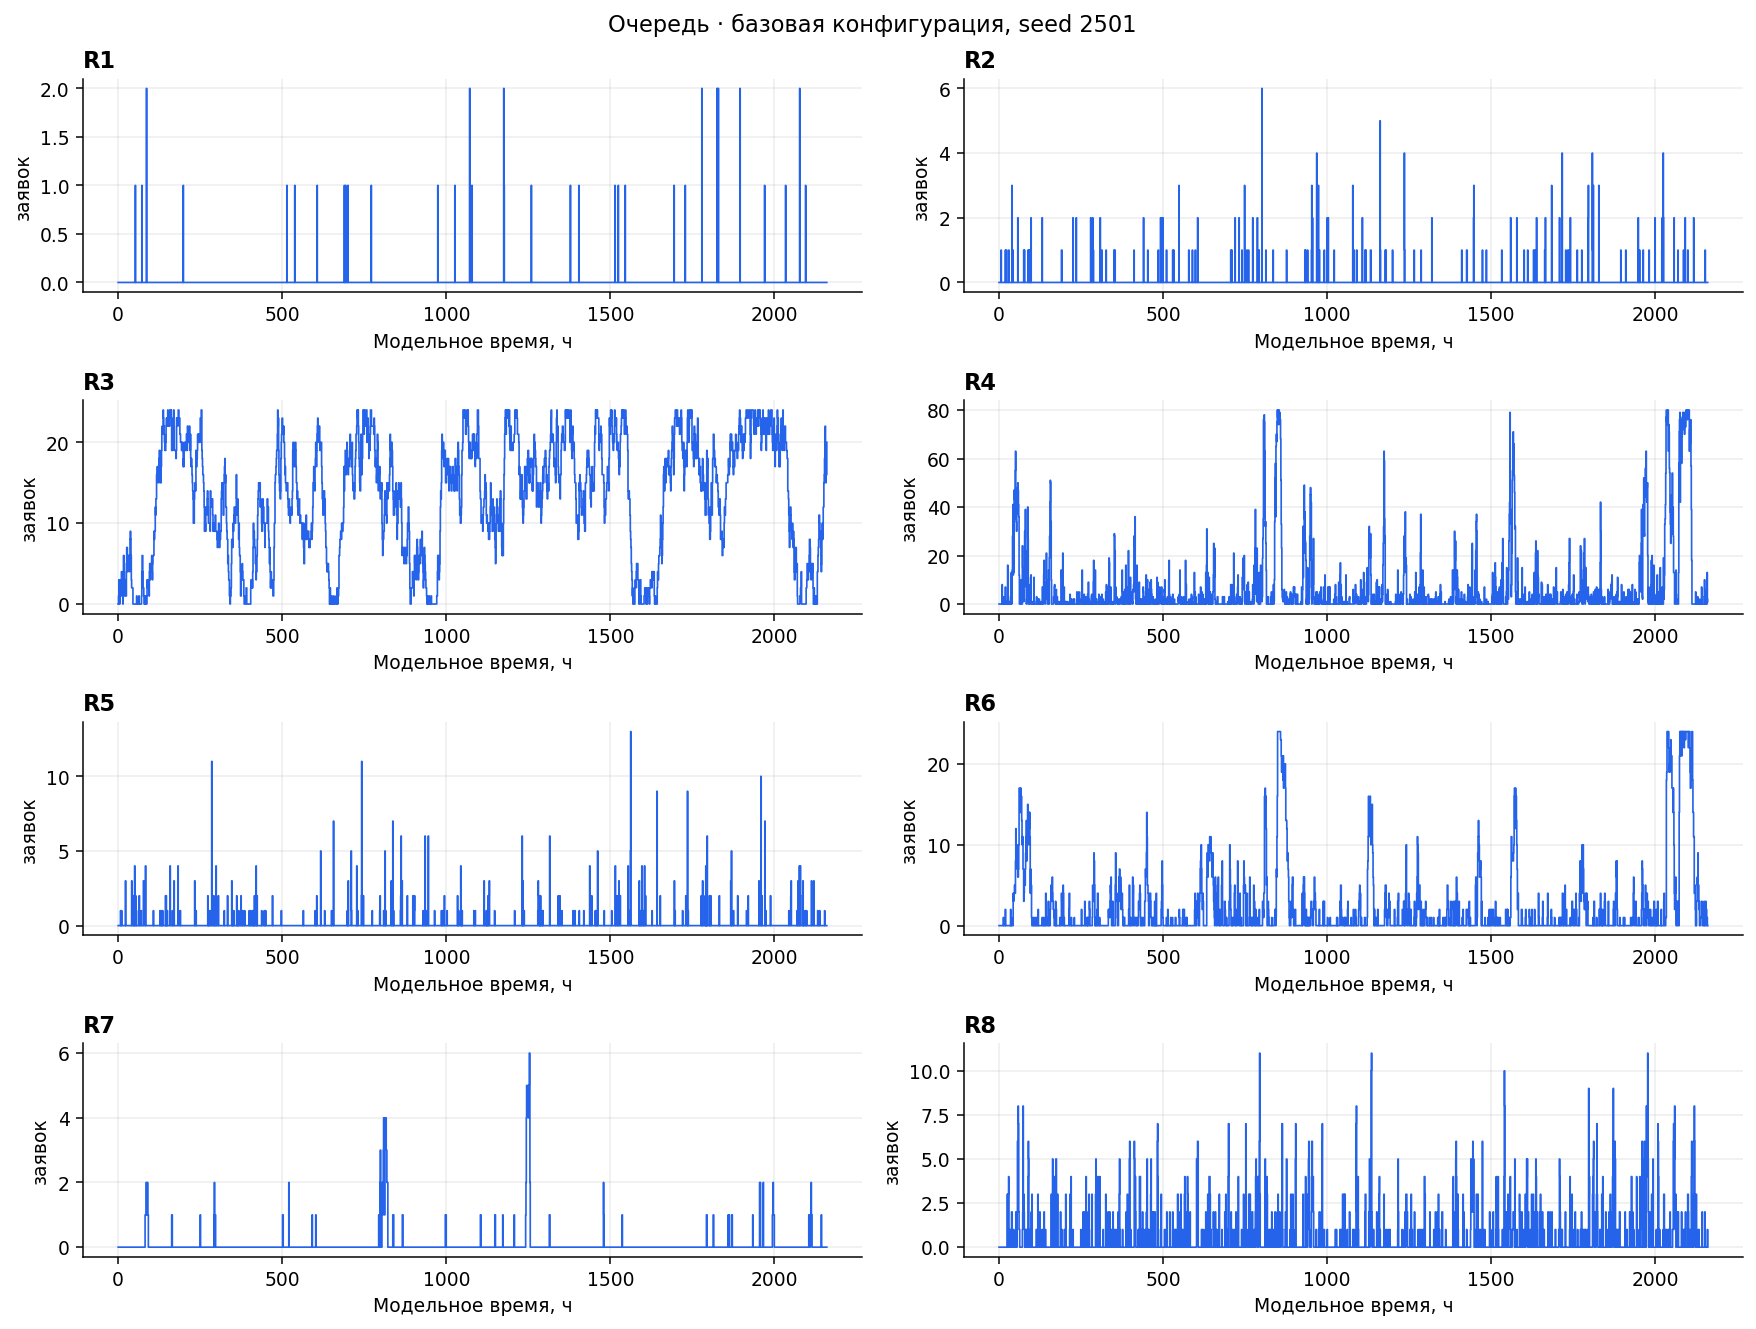 Очередь · базовая конфигурация, seed 2501
R1
2.0
1.5
1.0
0.5
0.0
заявок
0 500 1000 1500 2000
Модельное время, ч
R2
6
4
2
0
заявок
0 500 1000 1500 2000
Модельное время, ч
R3
20
10
0
заявок
0 500 1000 1500 2000
Модельное время, ч
R4
80
60
40
20
0
заявок
0 500 1000 1500 2000
Модельное время, ч
R5
10
5
0
заявок
0 500 1000 1500 2000
Модельное время, ч
R6
20
10
0
заявок
0 500 1000 1500 2000
Модельное время, ч
R7
6
4
2
0
заявок
0 500 1000 1500 2000
Модельное время, ч
R8
10.0
7.5
5.0
2.5
0.0
заявок
0 500 1000 1500 2000
Модельное время, ч